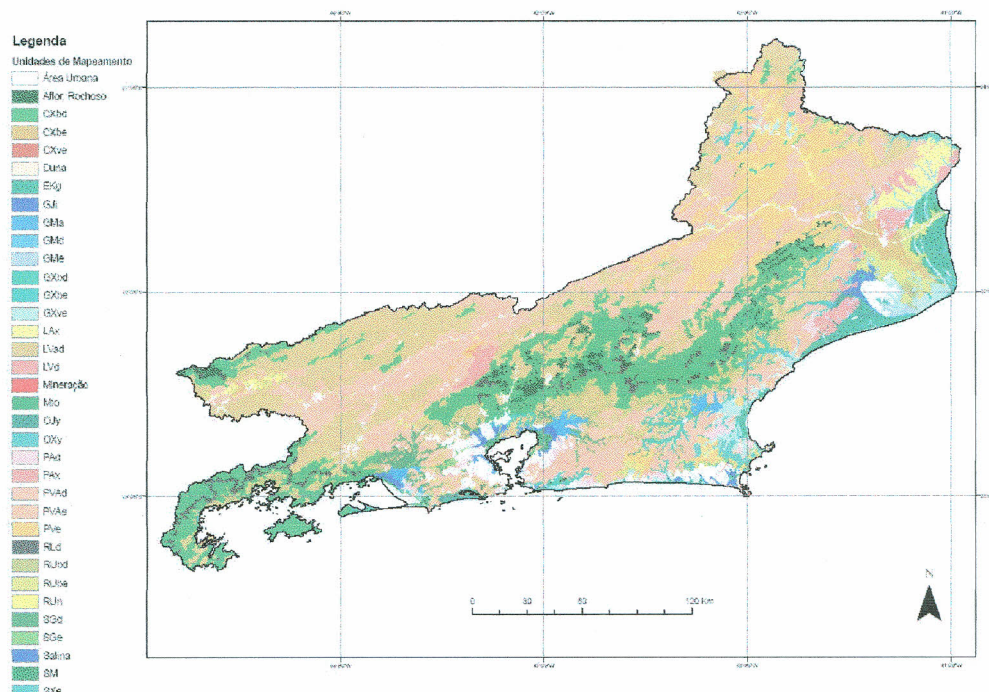 Legenda
Unidades de Mapeamento
Área Urbana
Aflor. Rochoso
CXbd
CXbe
CXve
Duna
EKg
GJi
GMa
GMd
GMe
GXbd
GXbe
GXve
LAx
LVad
LVd
Mineração
MTo
OJy
OXy
PAd
PAx
PVAd
PVAe
PVe
RLd
RUbd
RUbe
RUn
SGd
SGe
Salina
SM
SXe
N
0
30
60
120 km